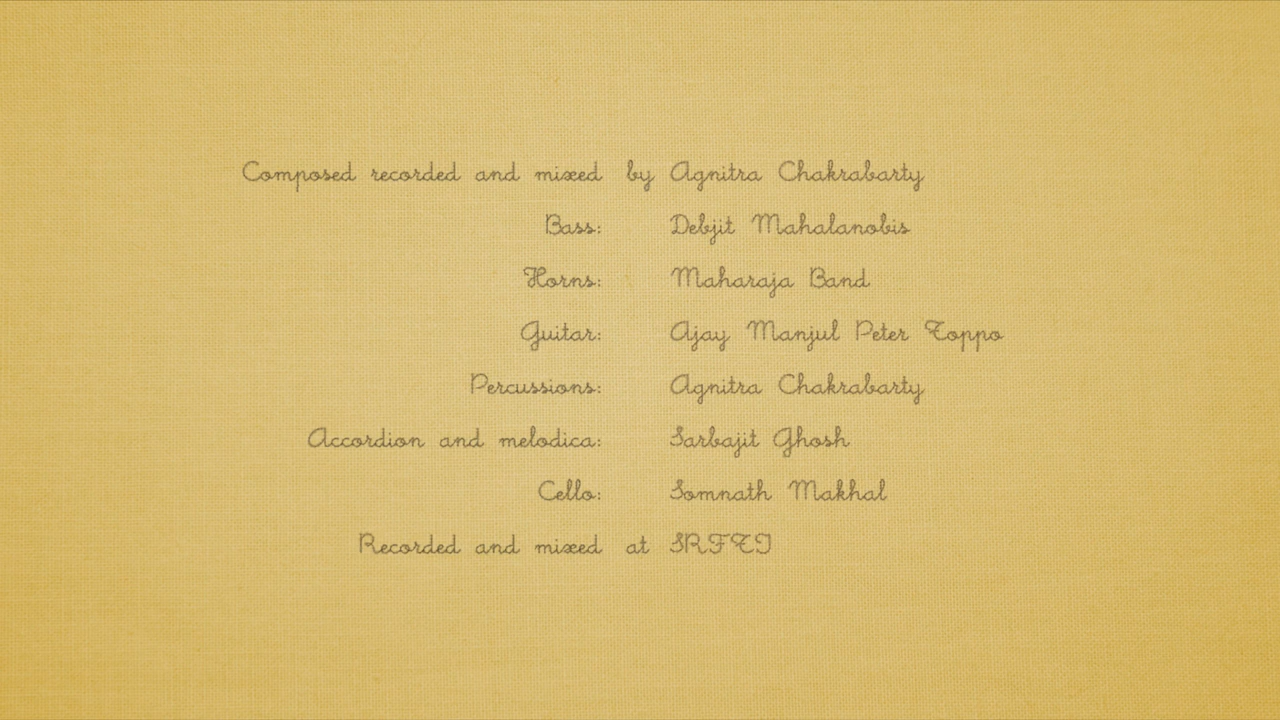 Composed recorded and mixed by Agnitra Chakrabarty
Bass: Debjit Mahalanobis
Horns: Maharaja Band
Guitar: Ajay Manjul Peter Toppo
Percussions: Agnitra Chakrabarty
Accordion and melodica: Sarbajit Ghosh
Cello: Somnath Makhal
Recorded and mixed at SRFTI